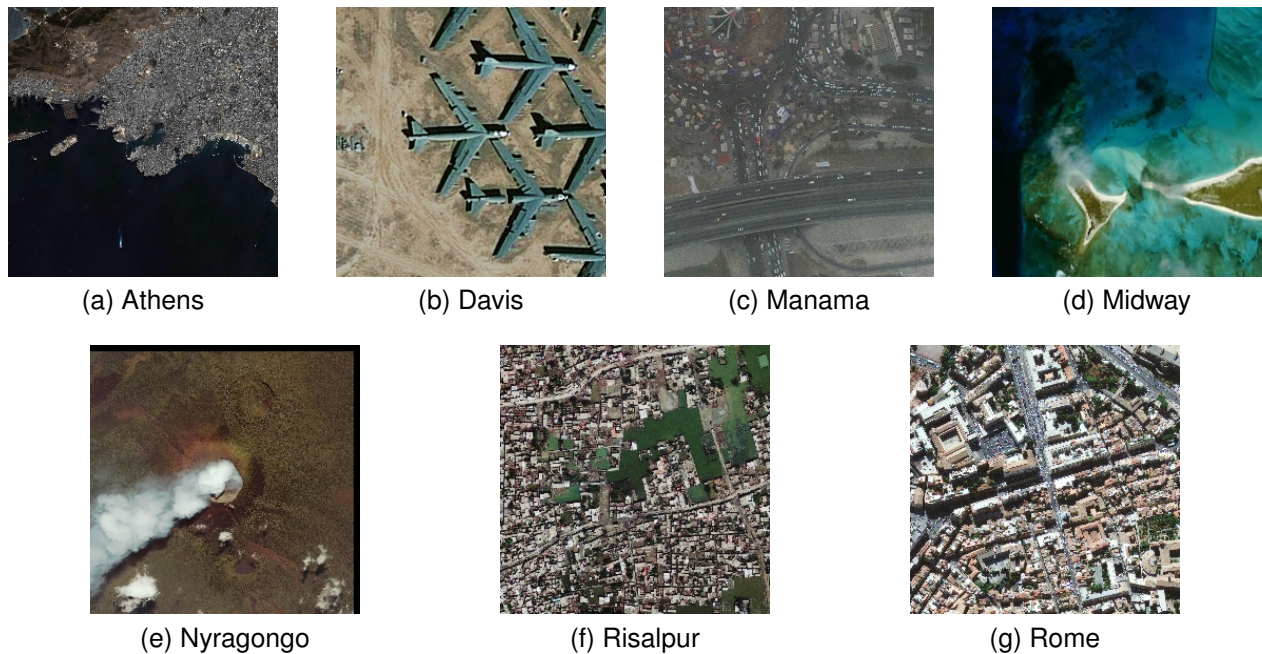 (a) Athens
(b) Davis
(c) Manama
(d) Midway
(e) Nyragongo
(f) Risalpur
(g) Rome